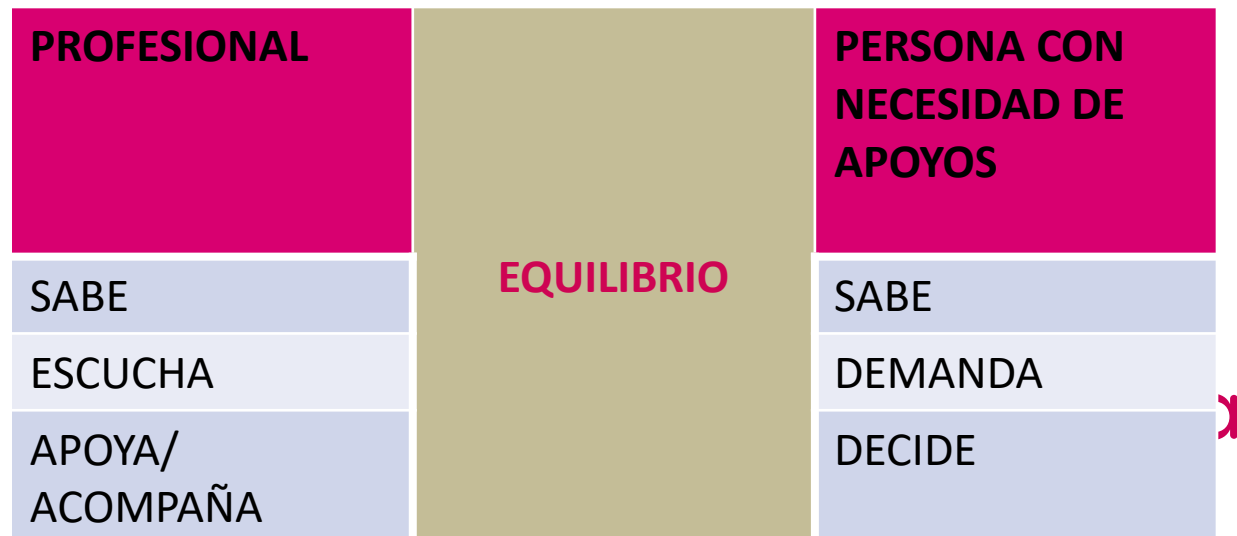 PROFESIONAL
PERSONA CON
NECESIDAD DE
APOYOS
EQUILIBRIO
SABE
SABE
ESCUCHA
DEMANDA
APOYA/
ACOMPAÑA
DECIDE